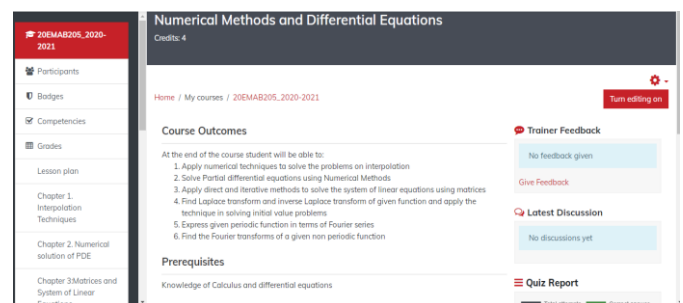 20EMAB205_2020-
2021
Participants
Badges
Competencies
Grades
Lesson plan
Chapter 1.
Interpolation
Techniques
Chapter 2. Numerical
solution of PDE
Chapter 3:Matrices and
System of Linear
Numerical Methods and Differential Equations
Credits: 4
Home / My courses / 20EMAB205_2020-2021
Turn editing on
Course Outcomes
At the end of the course student will be able to:
1. Apply numerical techniques to solve the problems on interpolation
2. Solve Partial differential equations using Numerical Methods
3. Apply direct and iterative methods to solve the system of linear equations using matrices
4. Find Laplace transform and inverse Laplace transform of given function and apply the
technique in solving initial value problems
5. Express given periodic function in terms of Fourier series
6. Find the Fourier transforms of a given non periodic function
Prerequisites
Knowledge of Calculus and differential equations
Trainer Feedback
No feedback given
Give Feedback
Latest Discussion
No discussions yet
Quiz Report